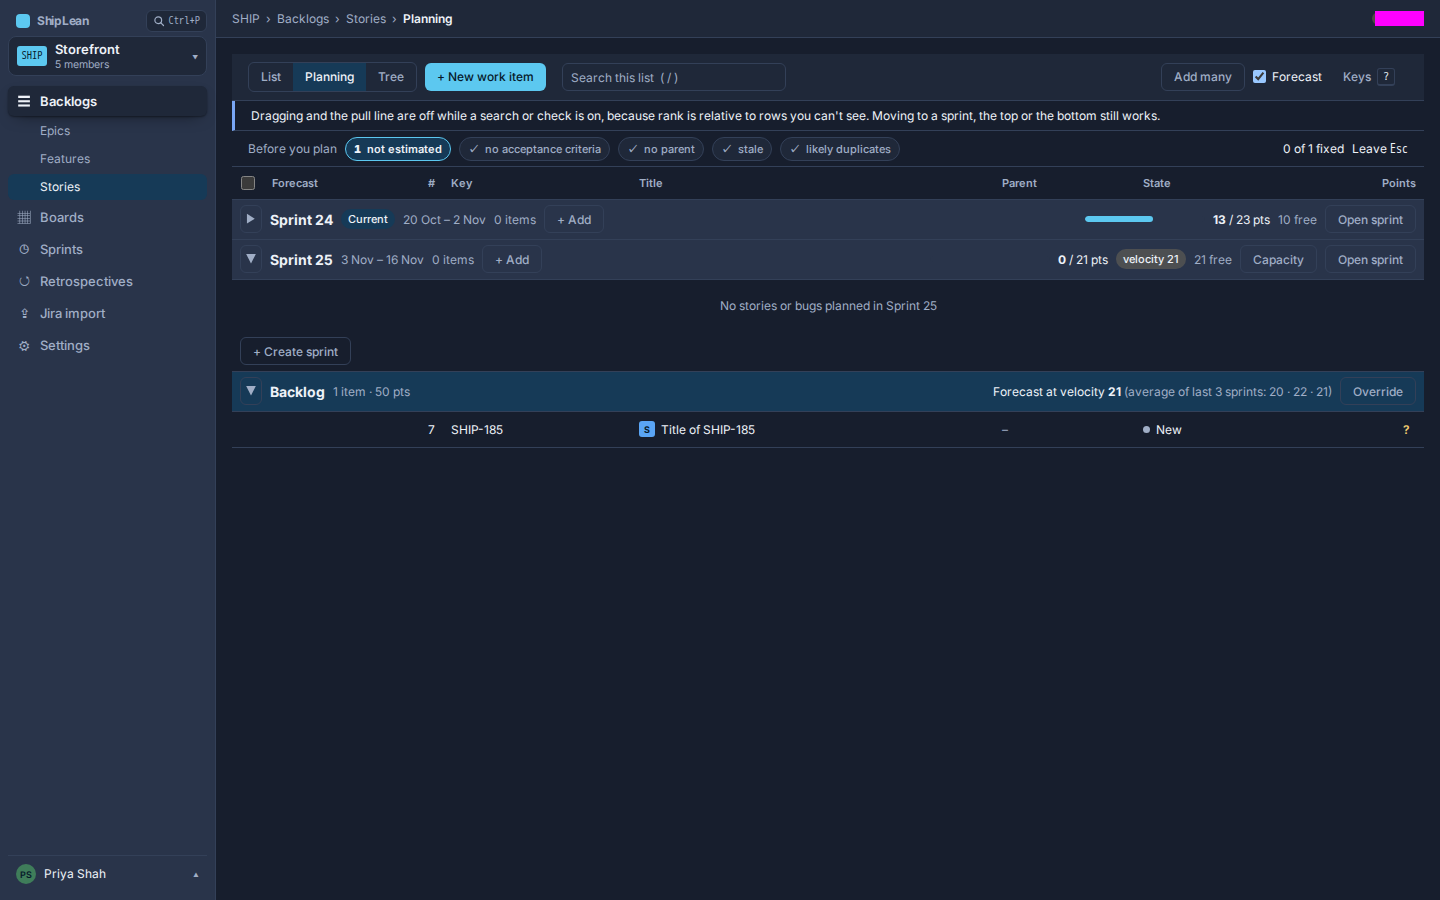 ShipLean Ctrl+P
SHIP Storefront
5 members
Backlogs
Epics
Features
Stories
Boards
Sprints
Retrospectives
Jira import
Settings
PS Priya Shah
SHIP › Backlogs › Stories › Planning
List Planning Tree + New work item Search this list ( / ) Add many Forecast Keys ?
Dragging and the pull line are off while a search or check is on, because rank is relative to rows you can't see. Moving to a sprint, the top or the bottom still works.
Before you plan 1 not estimated ✓ no acceptance criteria ✓ no parent ✓ stale ✓ likely duplicates 0 of 1 fixed Leave Esc
Forecast # Key Title Parent State Points
Sprint 24 Current 20 Oct – 2 Nov 0 items + Add 13 / 23 pts 10 free Open sprint
Sprint 25 3 Nov – 16 Nov 0 items + Add 0 / 21 pts velocity 21 21 free Capacity Open sprint
No stories or bugs planned in Sprint 25
+ Create sprint
Backlog 1 item · 50 pts Forecast at velocity 21 (average of last 3 sprints: 20 · 22 · 21) Override
7 SHIP-185 S Title of SHIP-185 – New ?